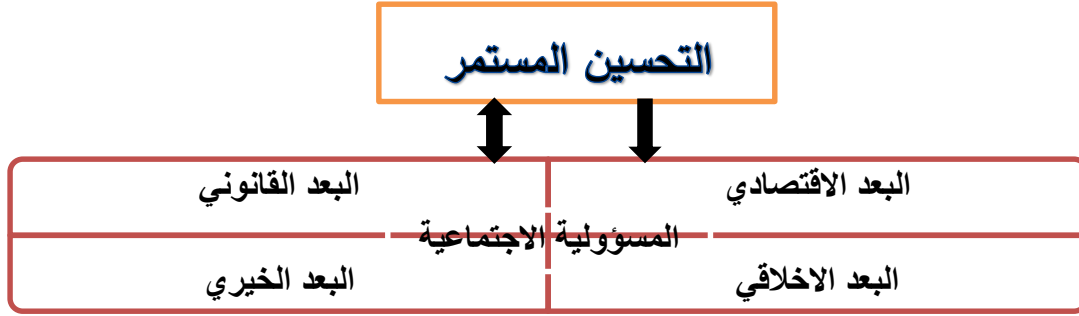 التحسين المستمر
البعد الاقتصادي
البعد القانوني
المسؤولية الاجتماعية
البعد الاخلاقي
البعد الخيري